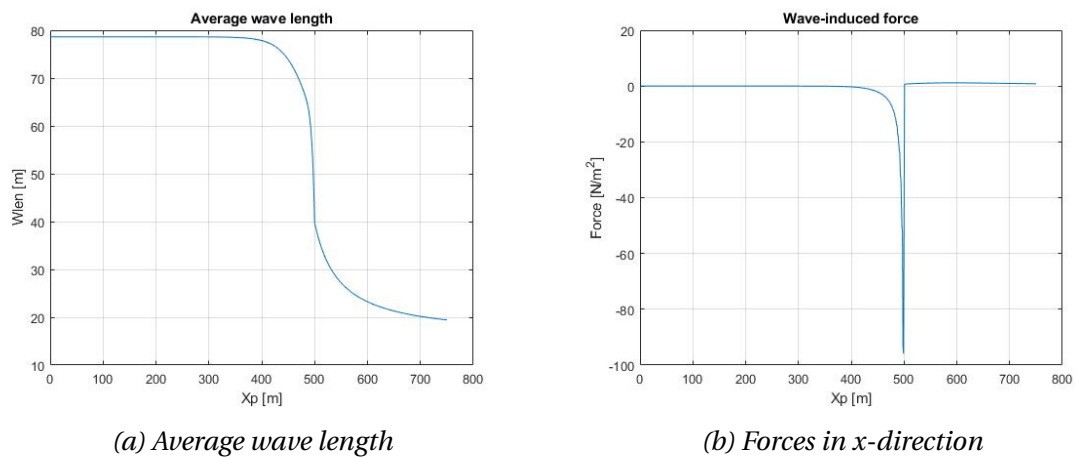 Average wave length
80
70
60
50
40
30
20
10
Wlen [m]
0 100 200 300 400 500 600 700 800
Xp [m]
(a) Average wave length
Wave-induced force
20
0
-20
-40
-60
-80
-100
Force [N/m²]
0 100 200 300 400 500 600 700 800
Xp [m]
(b) Forces in x-direction